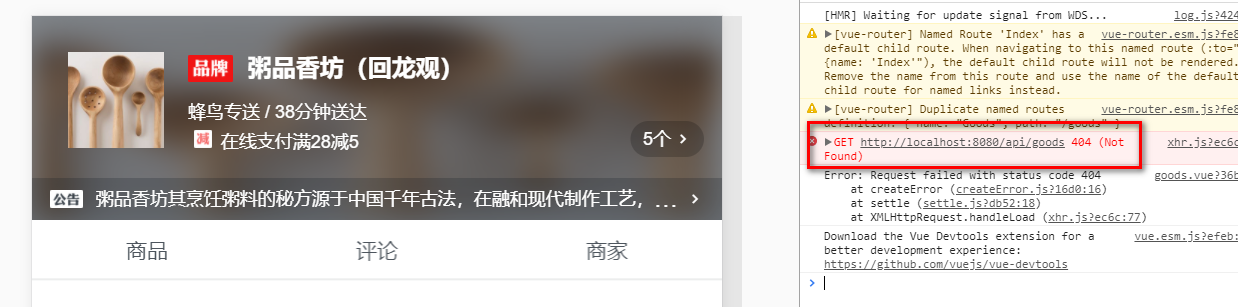 品牌 粥品香坊（回龙观）
蜂鸟专送 / 38分钟送达
减 在线支付满28减5
5个 >
公告 粥品香坊其烹饪粥料的秘方源于中国千年古法，在融和现代制作工艺，... >
商品 评论 商家
[HMR] Waiting for update signal from WDS... log.js?424
[vue-router] Named Route 'Index' has a vue-router.esm.js?fe8
default child route. When navigating to this named route (:to="
{name: 'Index'"), the default child route will not be rendered.
Remove the name from this route and use the name of the default
child route for named links instead.
[vue-router] Duplicate named routes vue-router.esm.js?fe8
definition: { name: "Goods", path: "/goods" }
GET http://localhost:8080/api/goods 404 (Not xhr.js?ec6c
Found)
Error: Request failed with status code 404 goods.vue?36b
at createError (createError.js?16d0:16)
at settle (settle.js?db52:18)
at XMLHttpRequest.handleLoad (xhr.js?ec6c:77)
Download the Vue Devtools extension for a vue.esm.js?efeb:
better development experience:
https://github.com/vuejs/vue-devtools
>